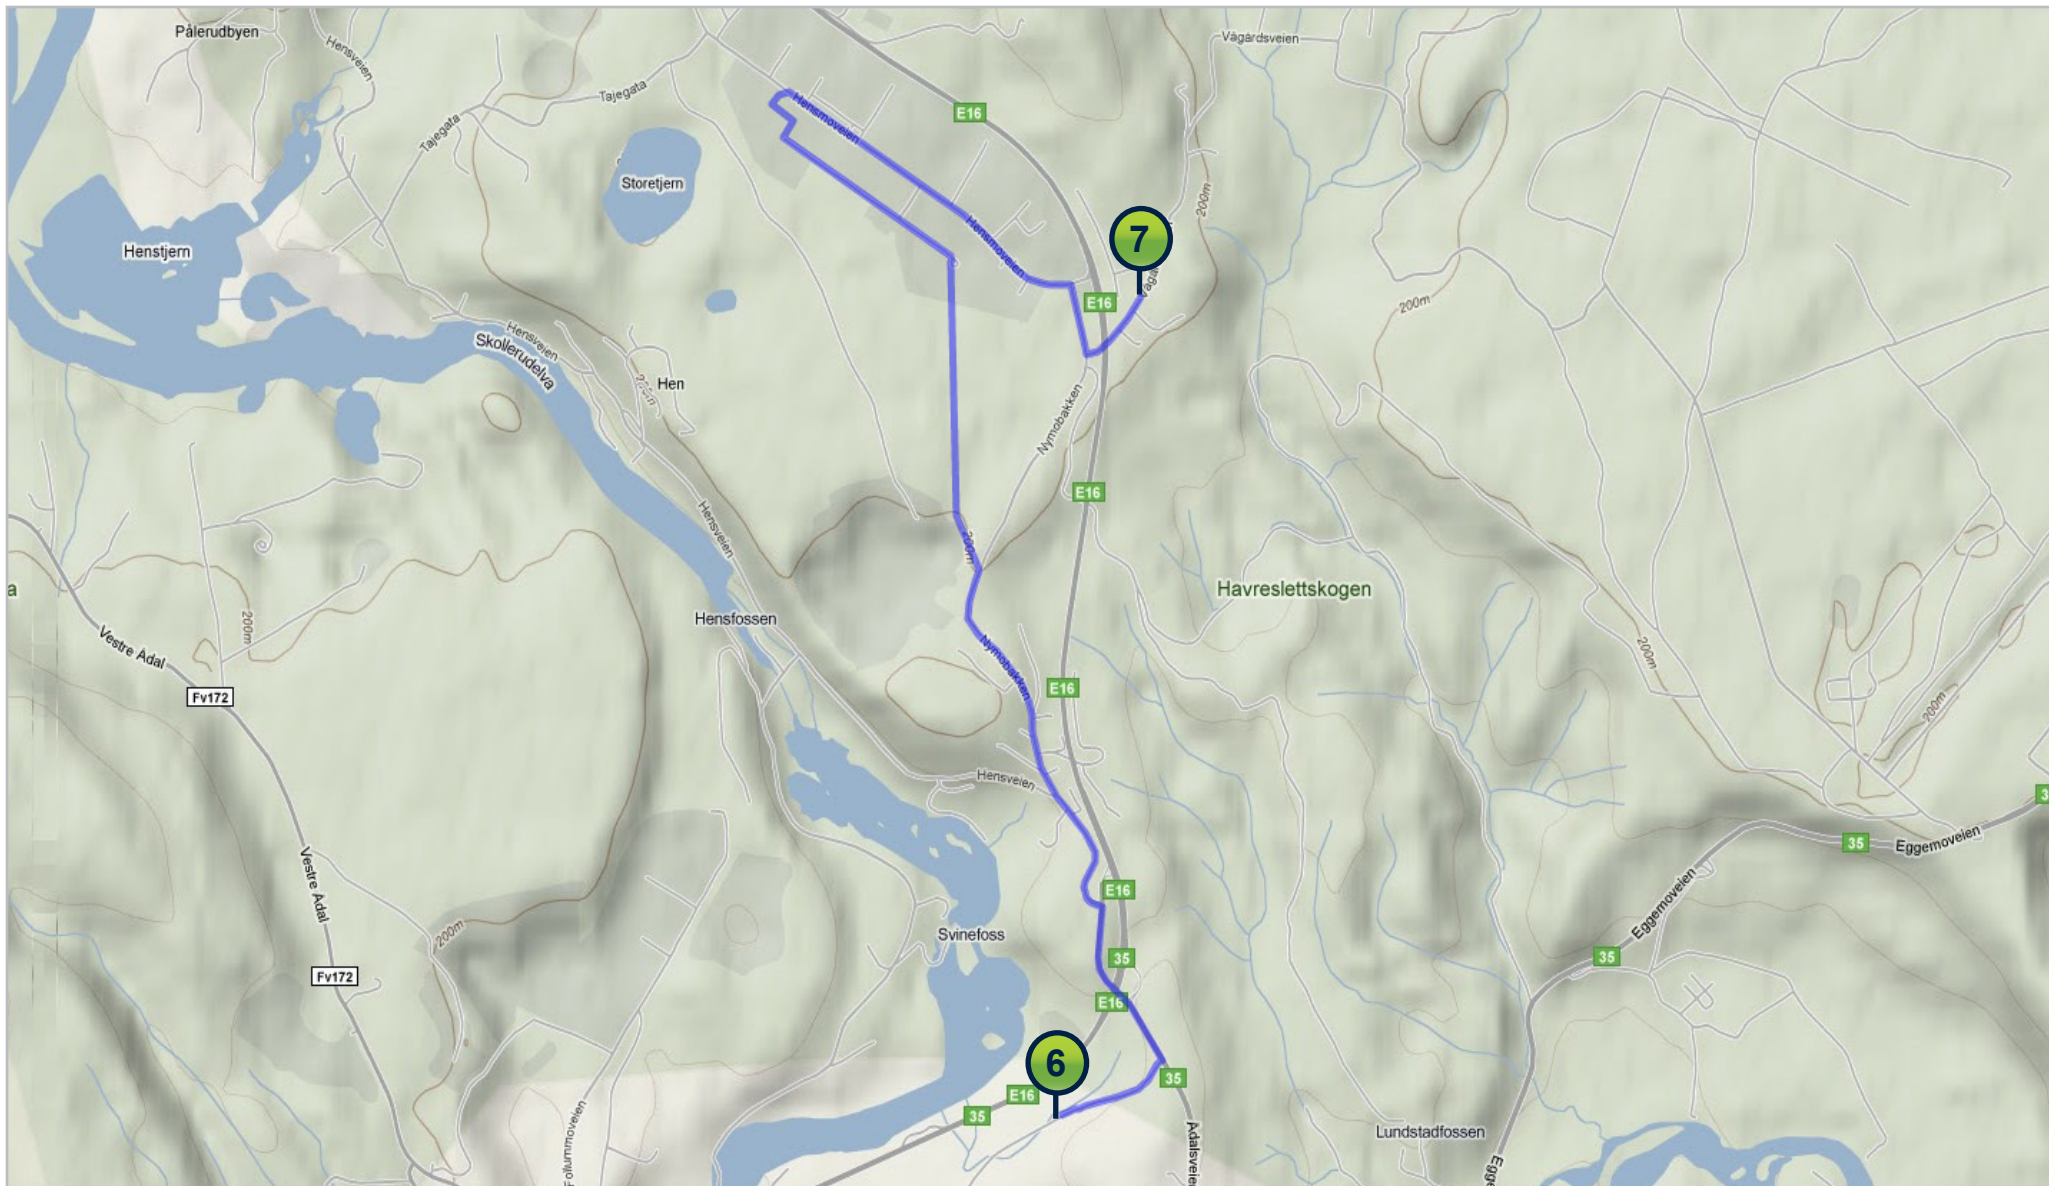 Pålerudbyen
Hensveien
Vågårdsveien
Tajegata
E16
Hensmoveien
Tajegata
Storetjern
200m
Hensmoveien
7
Henstjern
E16
200m
Hensveien
Skollerudelva
Hen
Nymobakken
E16
Hensveien
200m
Havreslettskogen
a
200m
Hensfossen
Vestre Ådal
Nymobakken
200m
Fv172
E16
200m
Hensveien
35
Eggemoveien
Vestre Ådal
Eggemoveien
E16
200m
Svinefoss
35
35
Fv172
E16
6
35
E16
35
Follummoveien
Ådalsveien
Lundstadfossen